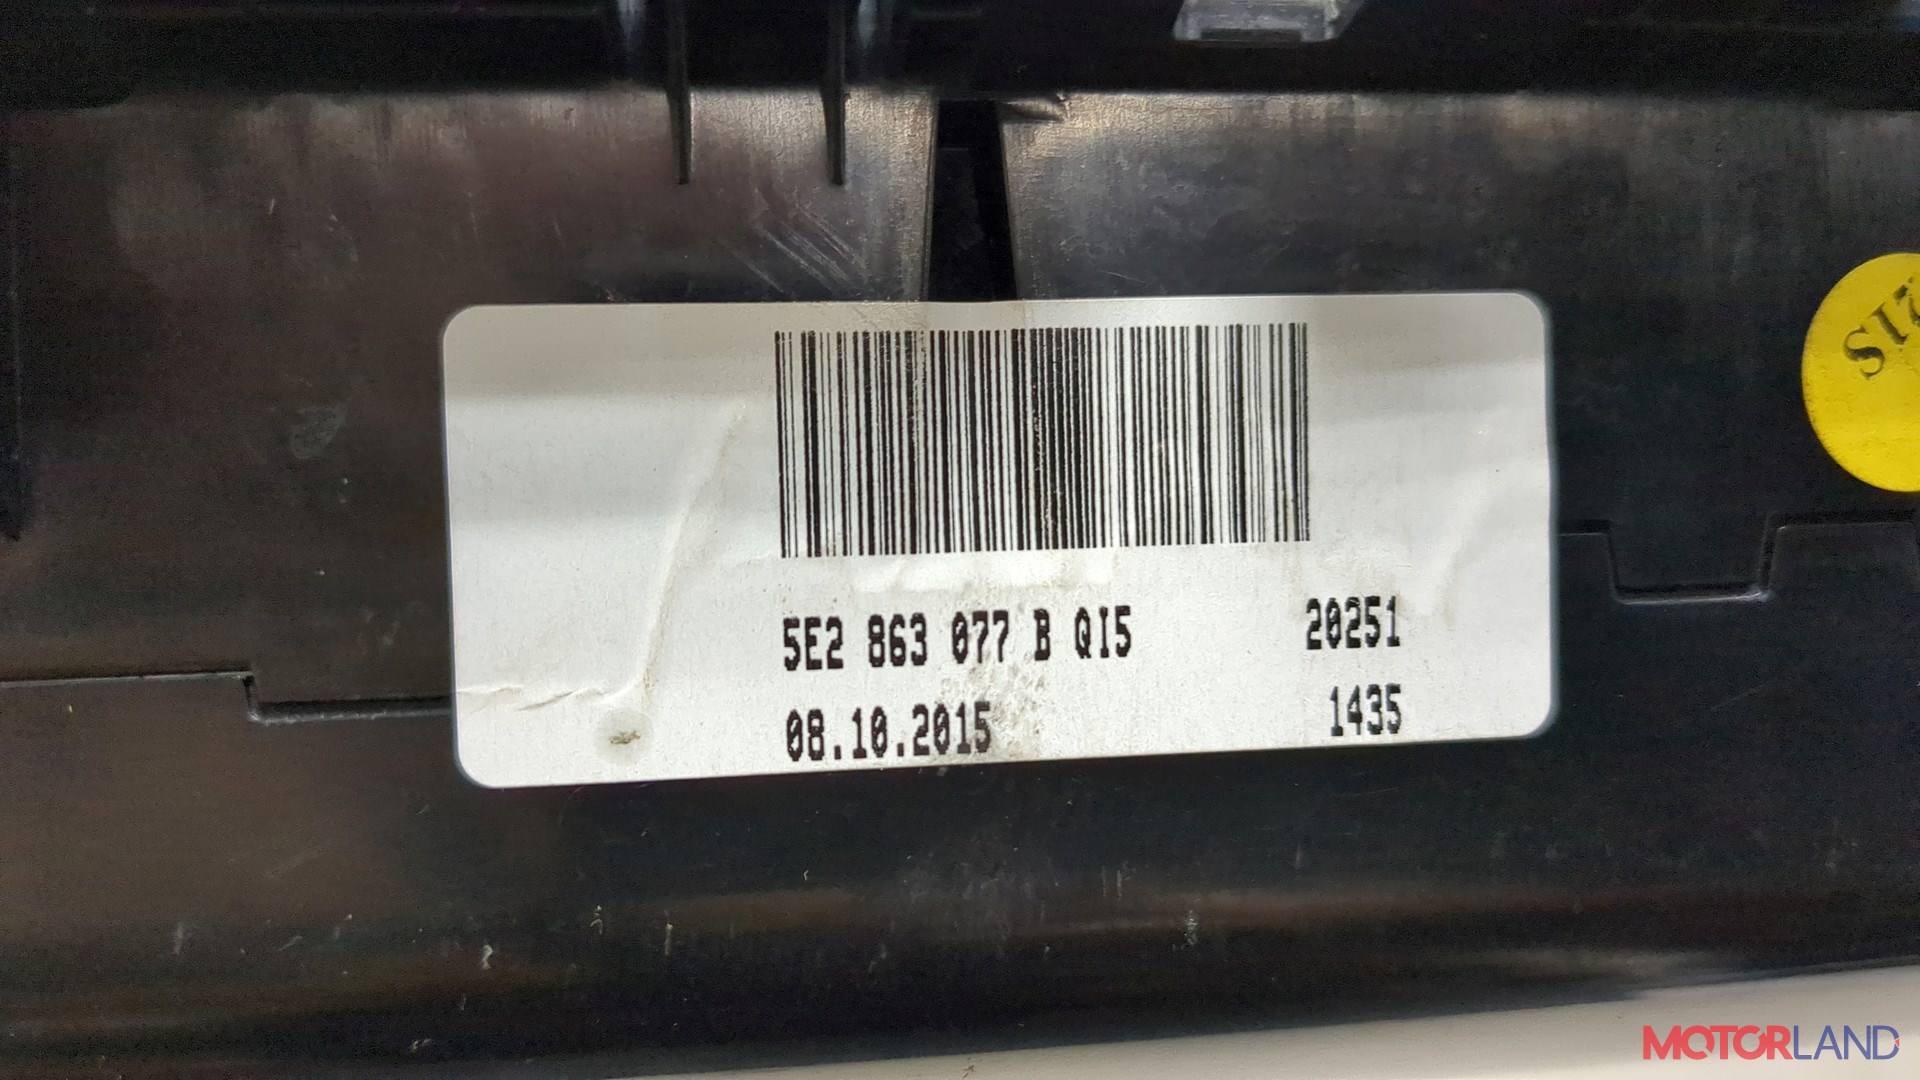 5E2 863 077 B QI5 20251
08.10.2015 1435
MOTORLAND